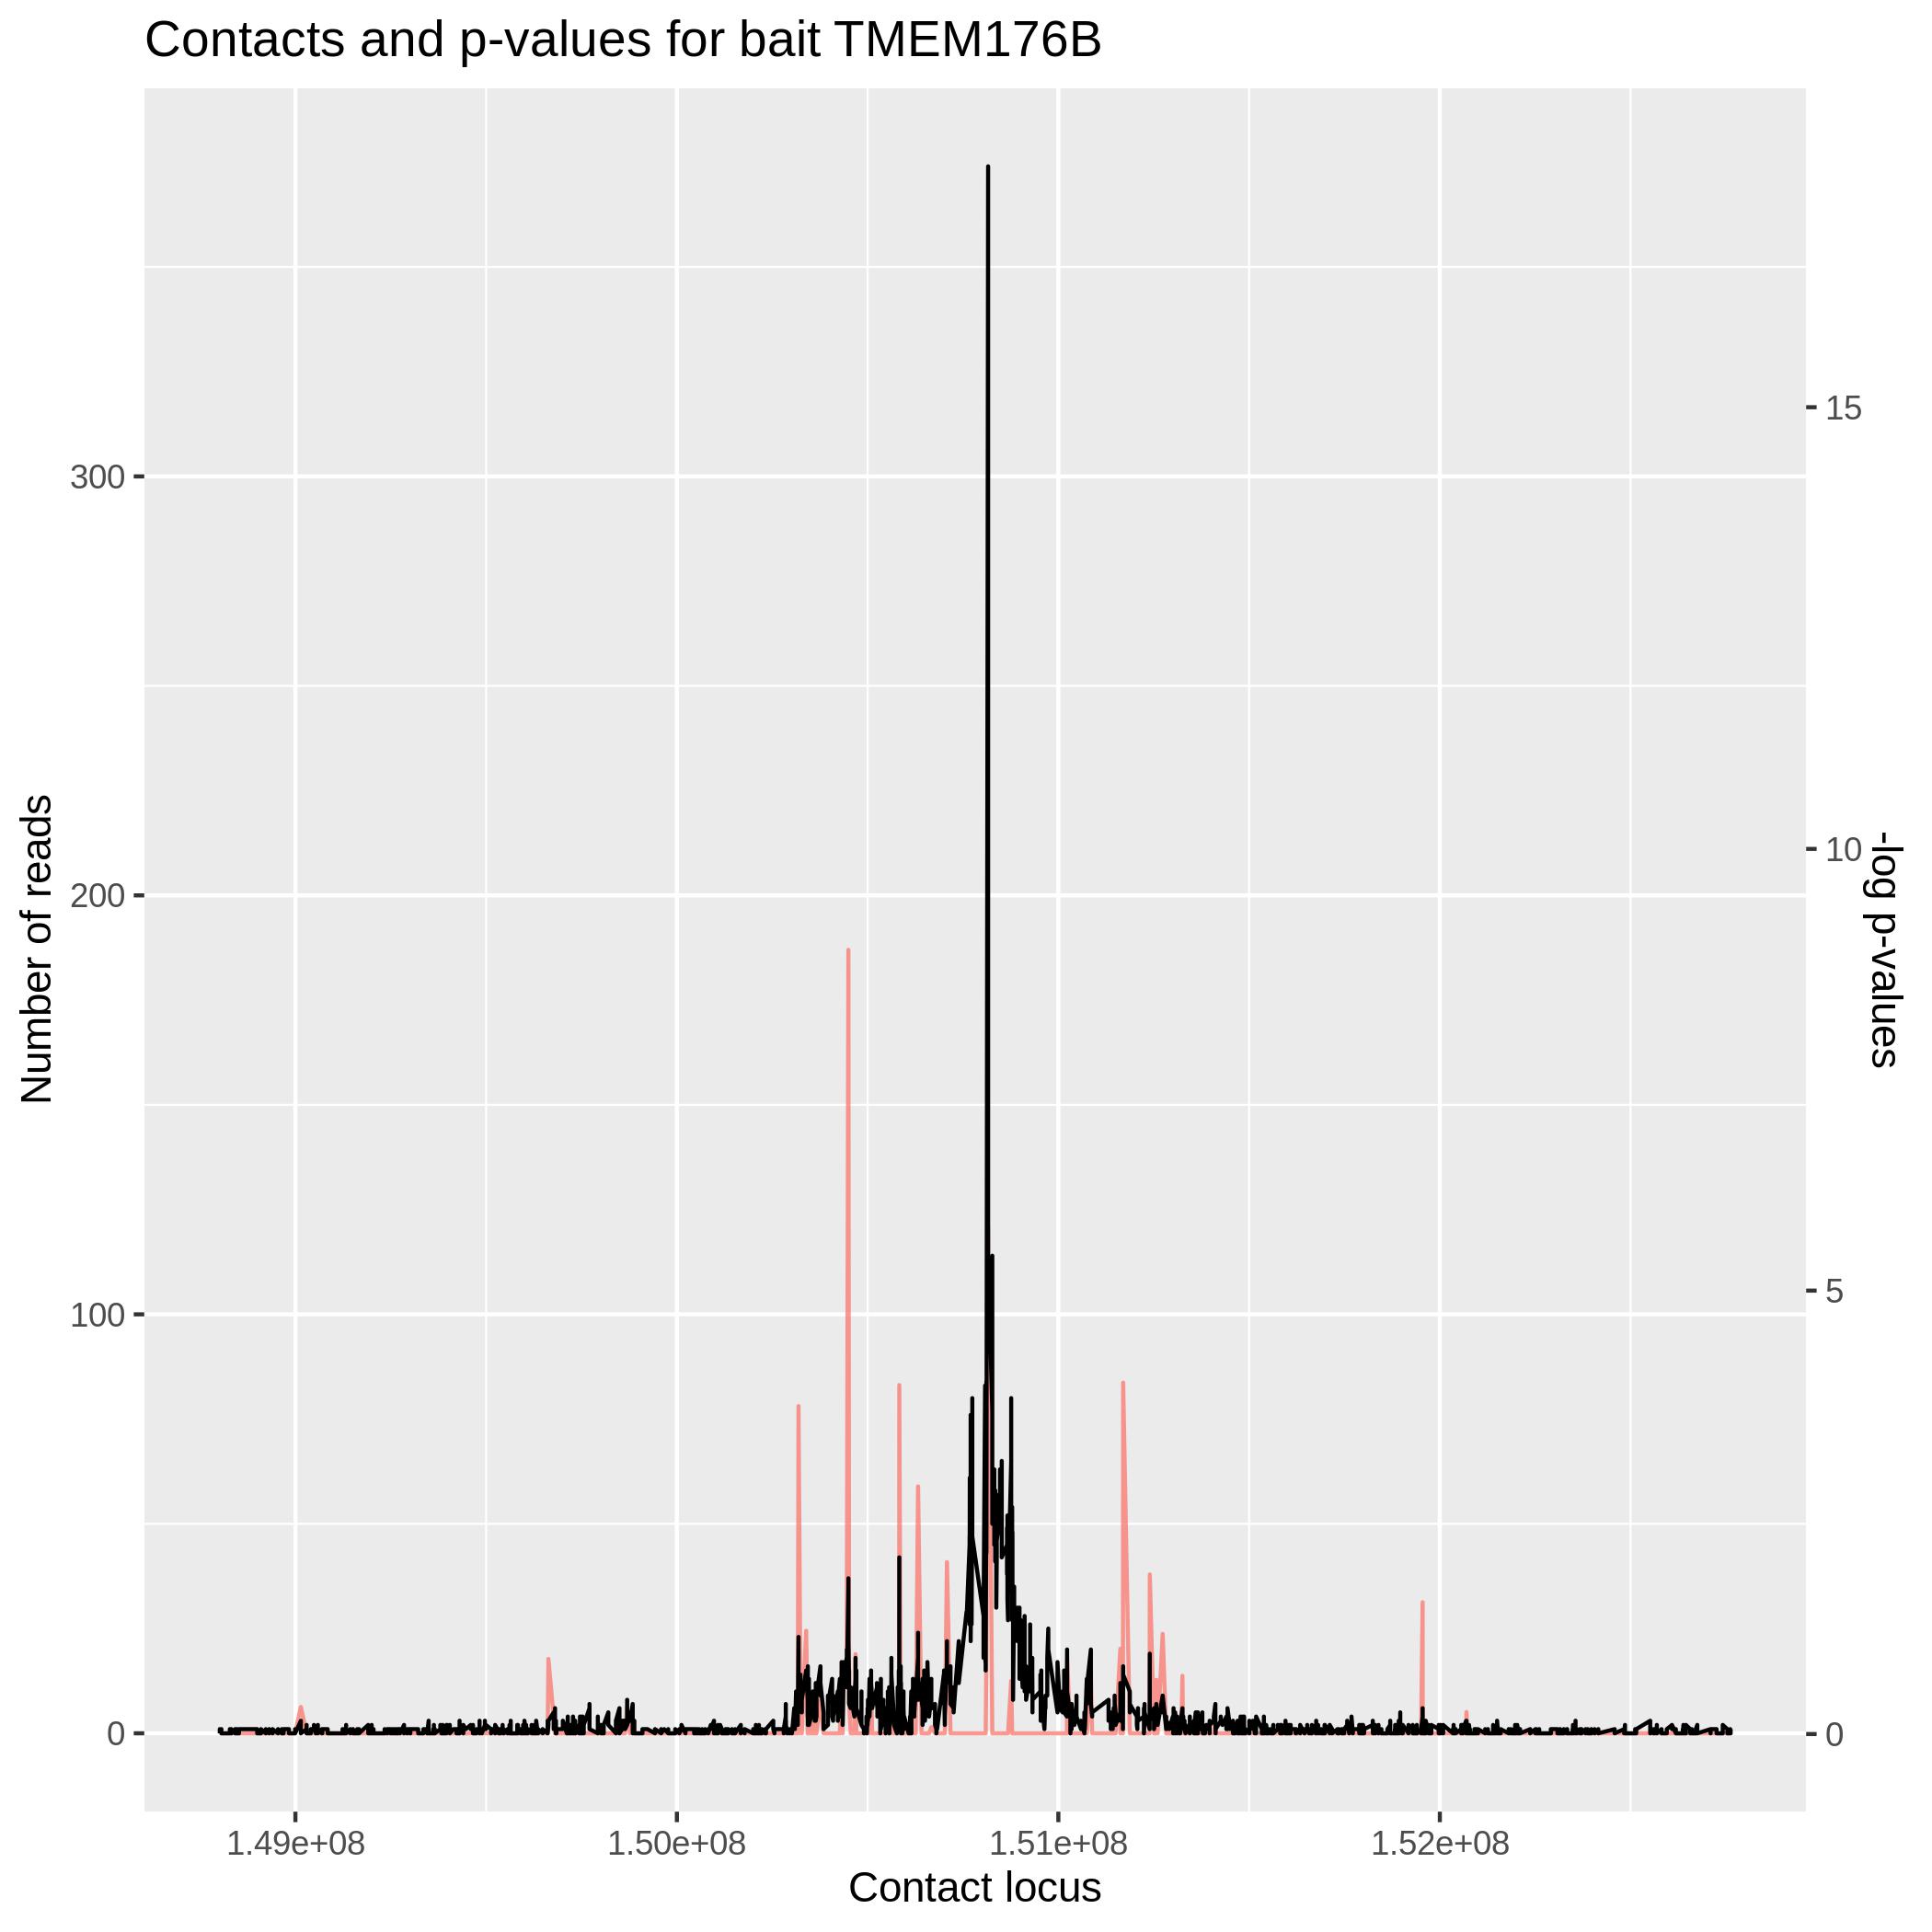 Contacts and p-values for bait TMEM176B
300
200
100
0
Number of reads
15
10
5
0
-log p-values
1.49e+08
1.50e+08
1.51e+08
1.52e+08
Contact locus